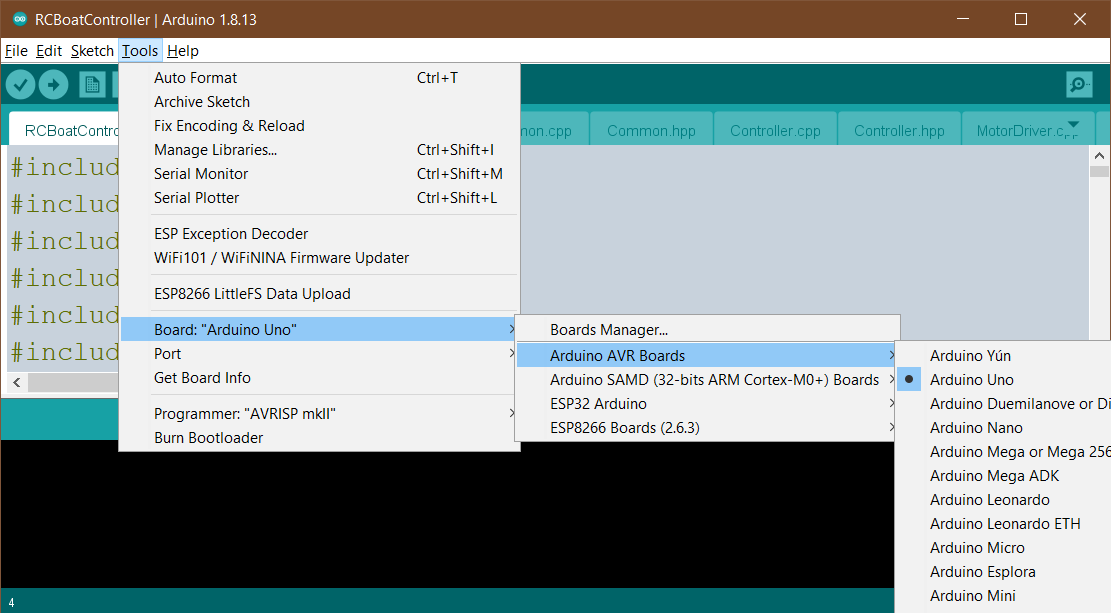 RCBoatController | Arduino 1.8.13
File Edit Sketch Tools Help
RCBoatContro
Common.hpp
Controller.cpp
Controller.hpp
#includ
#includ
#includ
#includ
#includ
#includ
Auto Format Ctrl+T
Archive Sketch
Fix Encoding & Reload
Manage Libraries... Ctrl+Shift+I
Serial Monitor Ctrl+Shift+M
Serial Plotter Ctrl+Shift+L
ESP Exception Decoder
WiFi101 / WiFiNINA Firmware Updater
ESP8266 LittleFS Data Upload
Board: "Arduino Uno"
Port
Get Board Info
Programmer: "AVRISP mkII"
Burn Bootloader
Boards Manager...
Arduino AVR Boards
Arduino SAMD (32-bits ARM Cortex-M0+) Boards
ESP32 Arduino
ESP8266 Boards (2.6.3)
Arduino Yún
Arduino Uno
Arduino Duemilanove or Di
Arduino Nano
Arduino Mega or Mega 256
Arduino Mega ADK
Arduino Leonardo
Arduino Leonardo ETH
Arduino Micro
Arduino Esplora
Arduino Mini
4